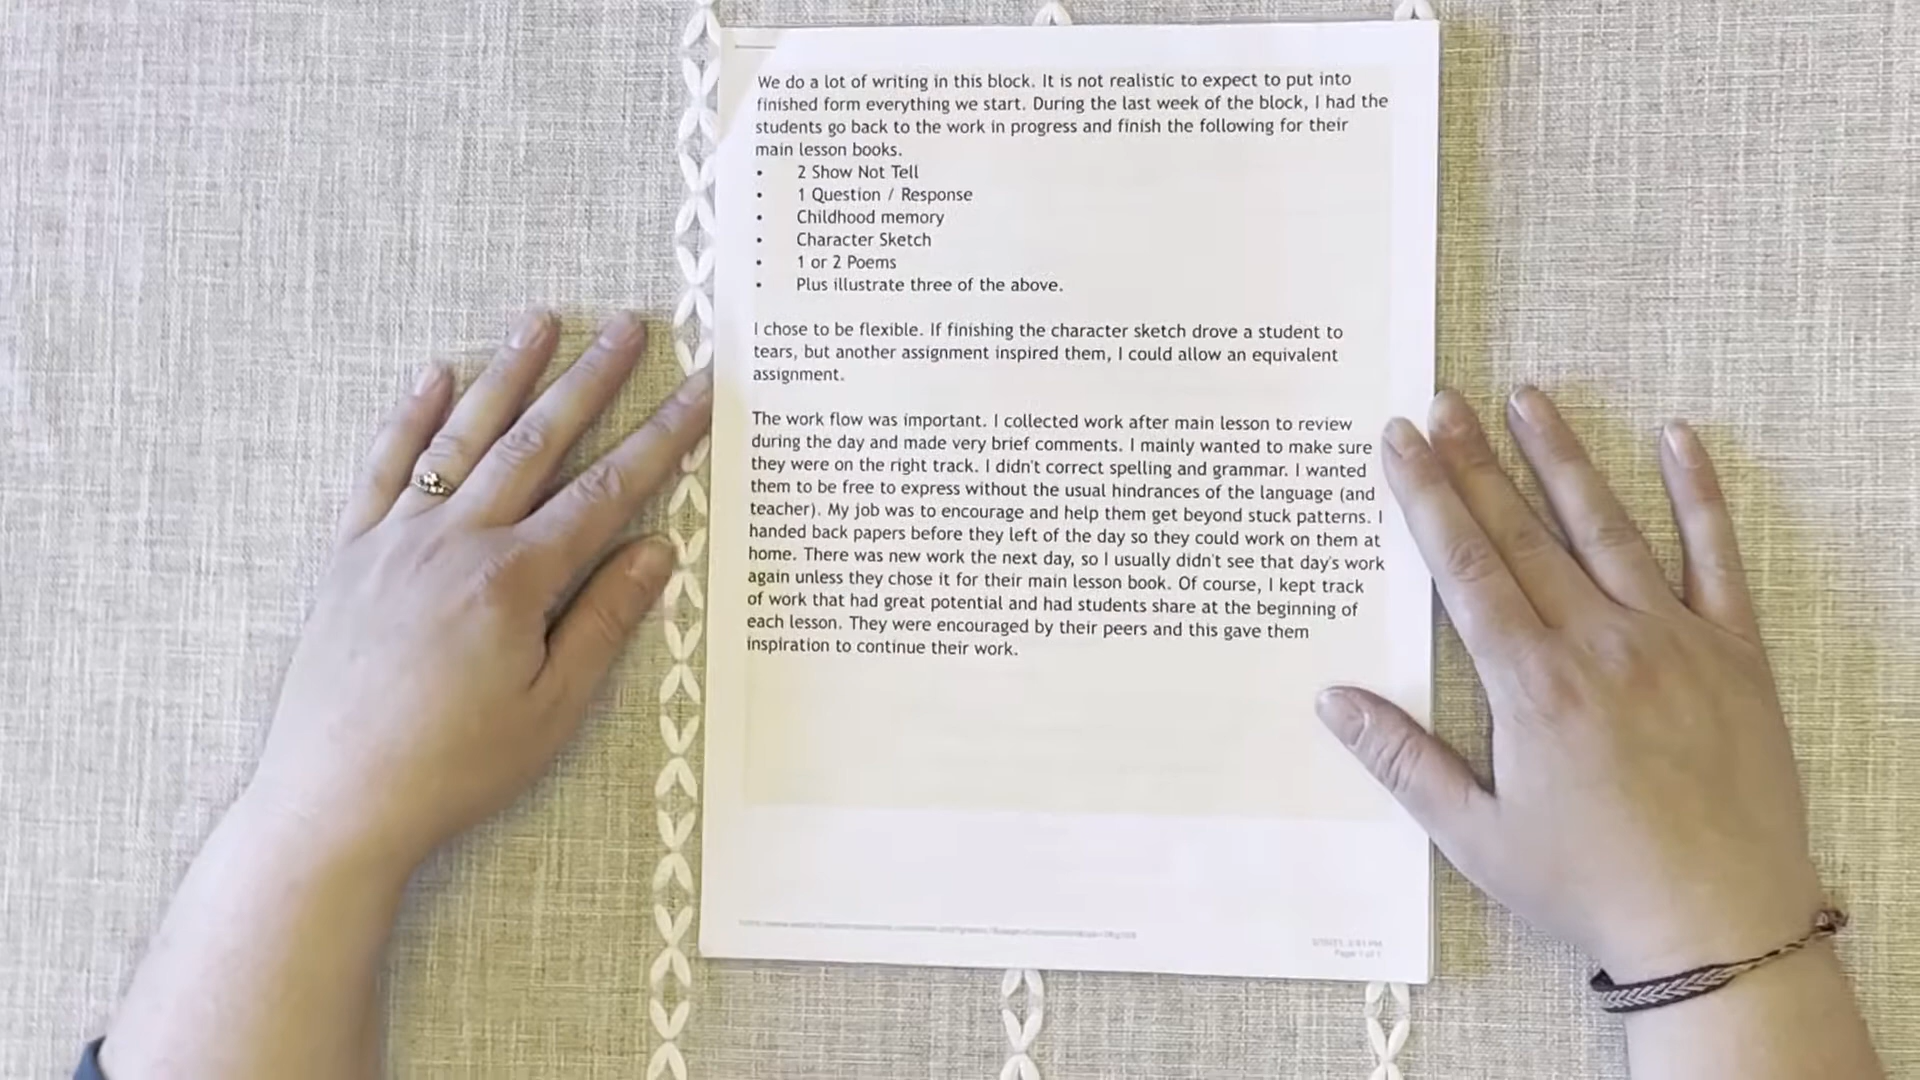 We do a lot of writing in this block. It is not realistic to expect to put into
finished form everything we start. During the last week of the block, I had the
students go back to the work in progress and finish the following for their
main lesson books.
• 2 Show Not Tell
• 1 Question / Response
• Childhood memory
• Character Sketch
• 1 or 2 Poems
• Plus illustrate three of the above.
I chose to be flexible. If finishing the character sketch drove a student to
tears, but another assignment inspired them, I could allow an equivalent
assignment.
The work flow was important. I collected work after main lesson to review
during the day and made very brief comments. I mainly wanted to make sure
they were on the right track. I didn't correct spelling and grammar. I wanted
them to be free to express without the usual hindrances of the language (and
teacher). My job was to encourage and help them get beyond stuck patterns. I
handed back papers before they left of the day so they could work on them at
home. There was new work the next day, so I usually didn't see that day's work
again unless they chose it for their main lesson book. Of course, I kept track
of work that had great potential and had students share at the beginning of
each lesson. They were encouraged by their peers and this gave them
inspiration to continue their work.
Page 1 of 1